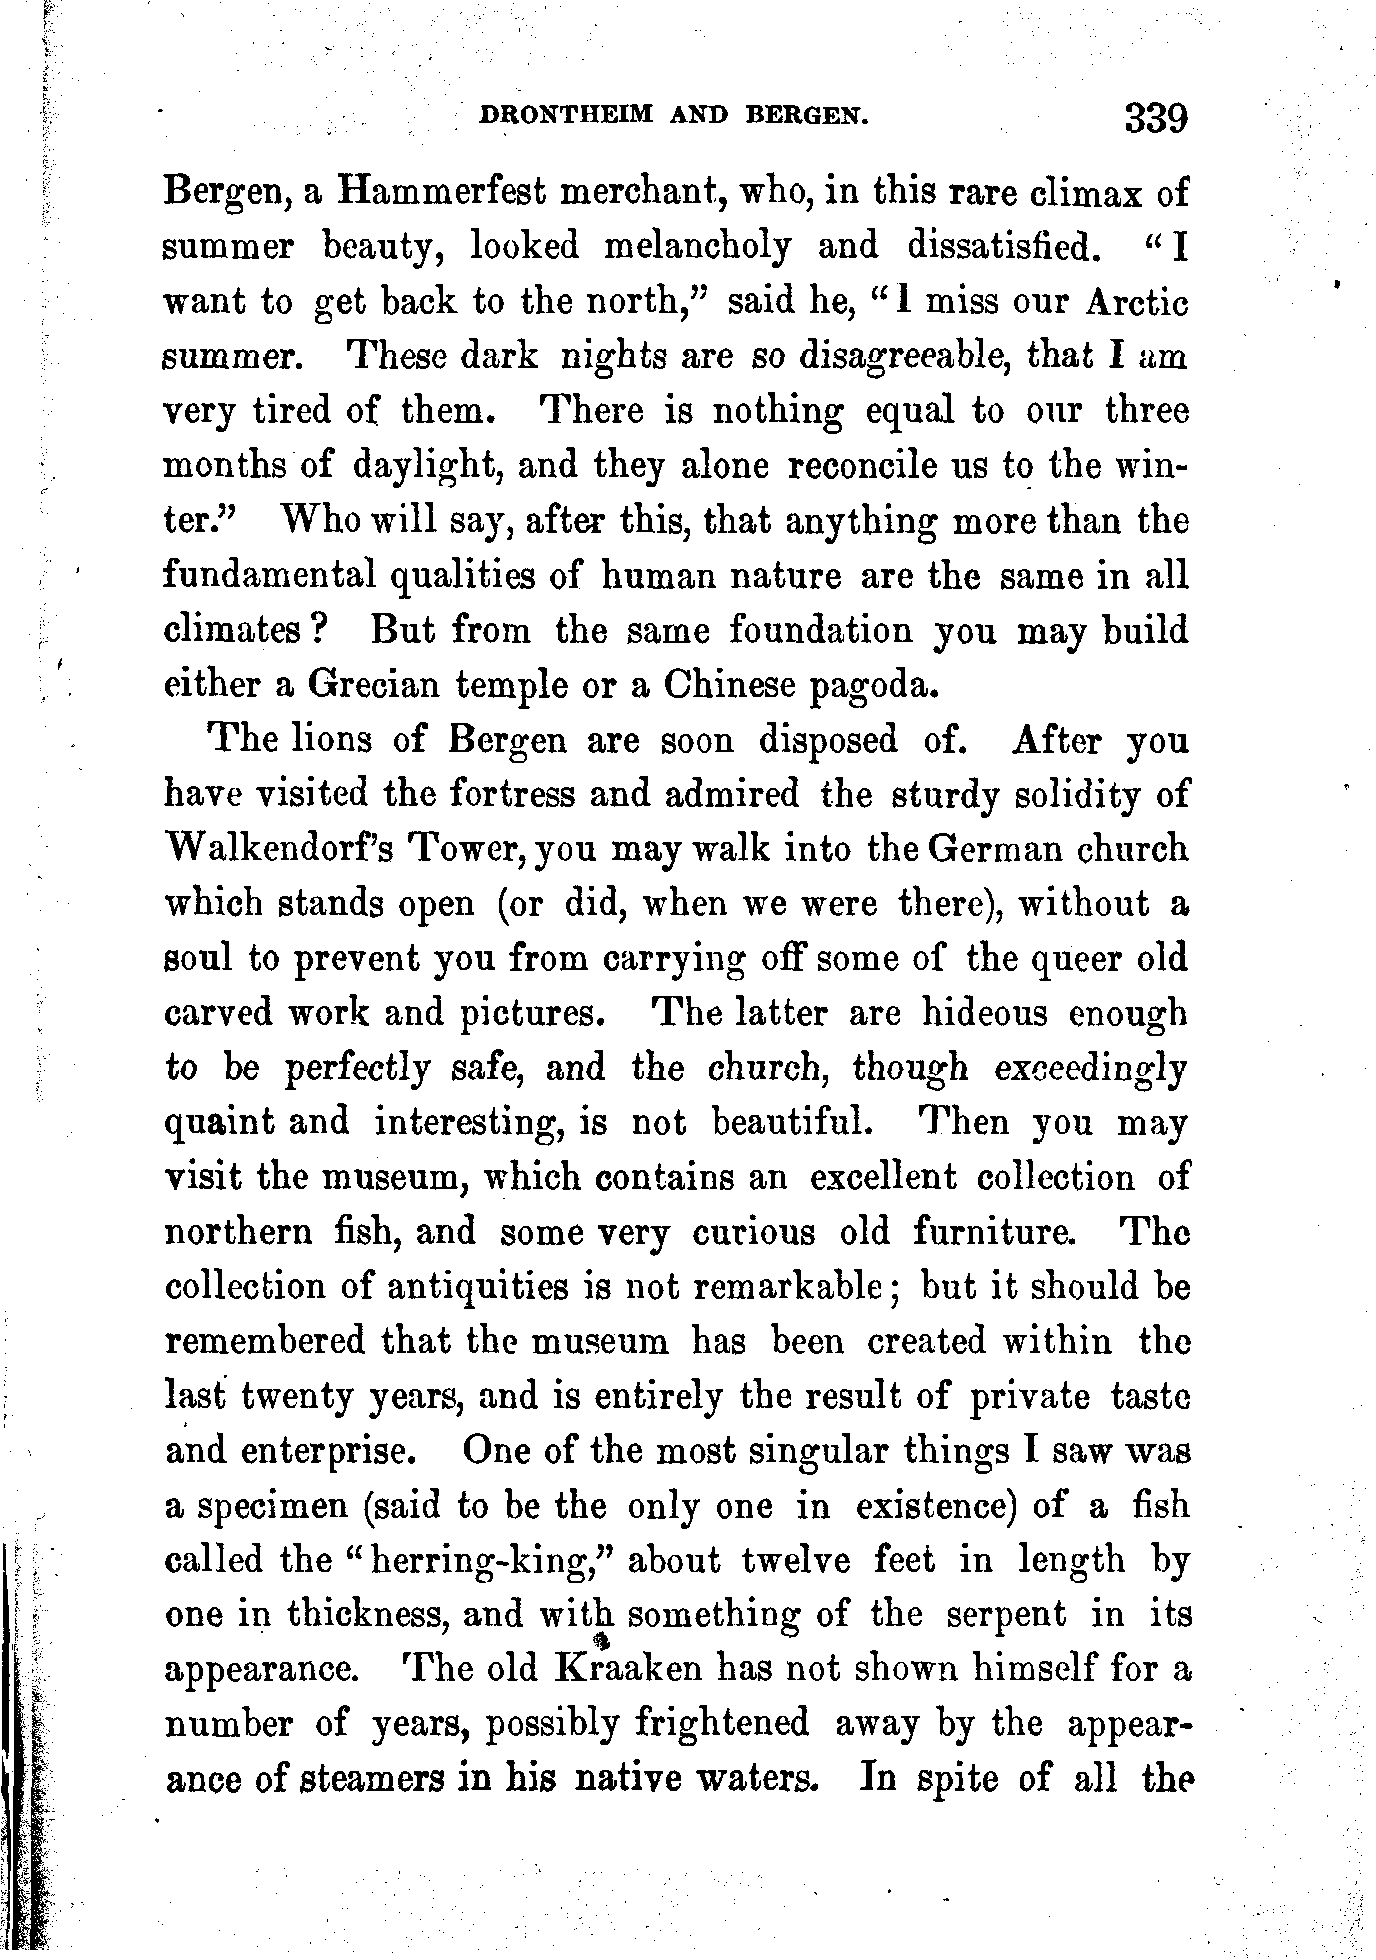 DRONTHEIM AND BERGEN. 339
Bergen, a Hammerfest merchant, who, in this rare climax of
summer beauty, looked melancholy and dissatisfied. "I
want to get back to the north," said he, "I miss our Arctic
summer. These dark nights are so disagreeable, that I am
very tired of them. There is nothing equal to our three
months of daylight, and they alone reconcile us to the win-
ter." Who will say, after this, that anything more than the
fundamental qualities of human nature are the same in all
climates? But from the same foundation you may build
either a Grecian temple or a Chinese pagoda.
The lions of Bergen are soon disposed of. After you
have visited the fortress and admired the sturdy solidity of
Walkendorf's Tower, you may walk into the German church
which stands open (or did, when we were there), without a
soul to prevent you from carrying off some of the queer old
carved work and pictures. The latter are hideous enough
to be perfectly safe, and the church, though exceedingly
quaint and interesting, is not beautiful. Then you may
visit the museum, which contains an excellent collection of
northern fish, and some very curious old furniture. The
collection of antiquities is not remarkable; but it should be
remembered that the museum has been created within the
last twenty years, and is entirely the result of private taste
and enterprise. One of the most singular things I saw was
a specimen (said to be the only one in existence) of a fish
called the "herring-king," about twelve feet in length by
one in thickness, and with something of the serpent in its
appearance. The old Kraaken has not shown himself for a
number of years, possibly frightened away by the appear-
ance of steamers in his native waters. In spite of all the